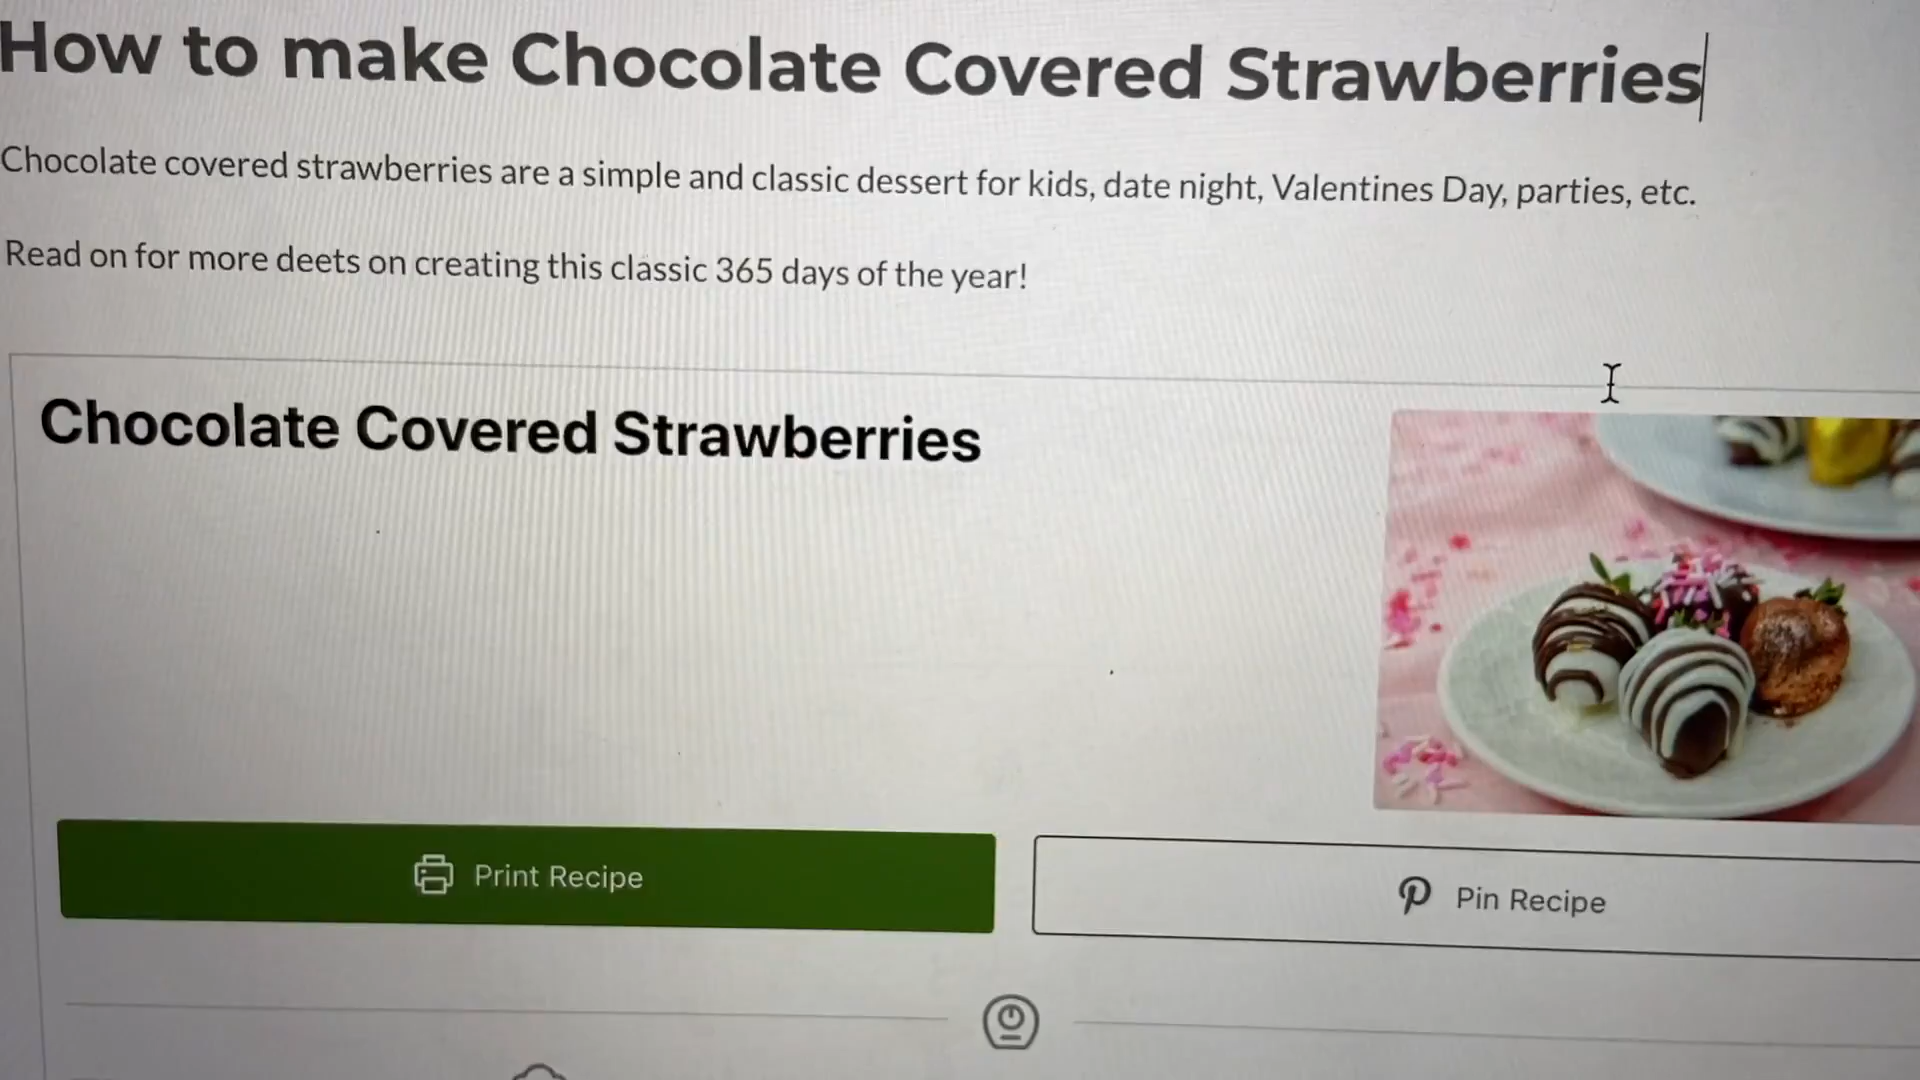 How to make Chocolate Covered Strawberries
Chocolate covered strawberries are a simple and classic dessert for kids, date night, Valentines Day, parties, etc.
Read on for more deets on creating this classic 365 days of the year!
Chocolate Covered Strawberries
Print Recipe
Pin Recipe